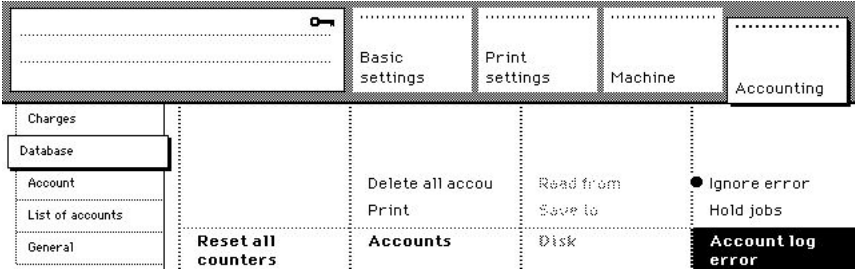 Basic
settings
Print
settings
Machine
Accounting
Charges
Database
Account
List of accounts
General
Reset all
counters
Delete all accou
Print
Accounts
Read from
Save to
Disk
Ignore error
Hold jobs
Account log
error